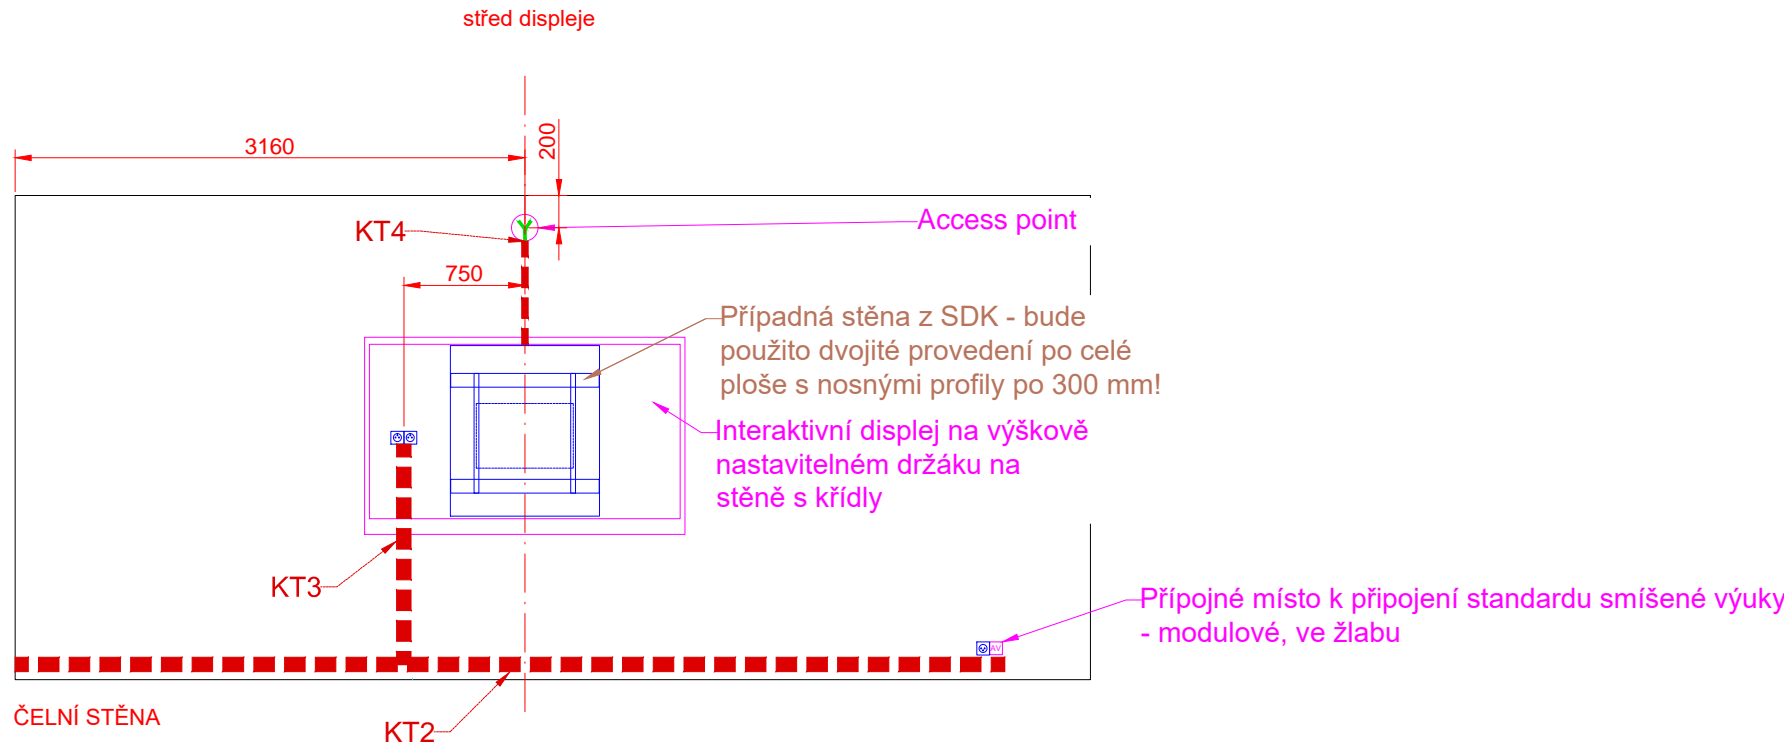 střed displeje
3160
200
KT4
Access point
750
Případná stěna z SDK - bude
použito dvojité provedení po celé
ploše s nosnými profily po 300 mm!
Interaktivní displej na výškově
nastavitelném držáku na
stěně s křídly
KT3
Přípojné místo k připojení standardu smíšené výuky
- modulové, ve žlabu
AV
ČELNÍ STĚNA
KT2